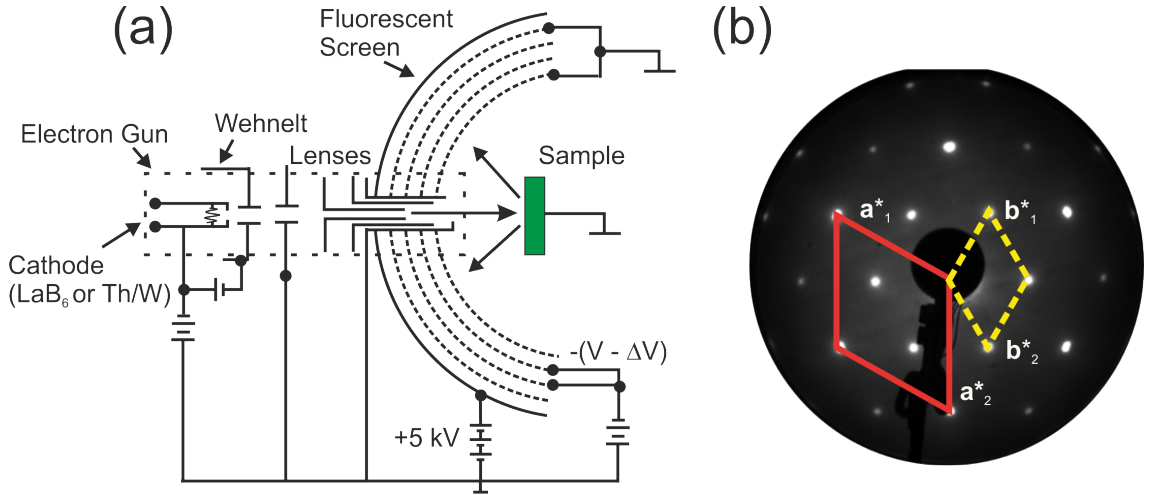 (a)
Fluorescent
Screen
Electron Gun
Wehnelt
Lenses
Sample
Cathode
(LaB₆ or Th/W)
-(V - ΔV)
+5 kV
(b)
a*₁
b*₁
b*₂
a*₂